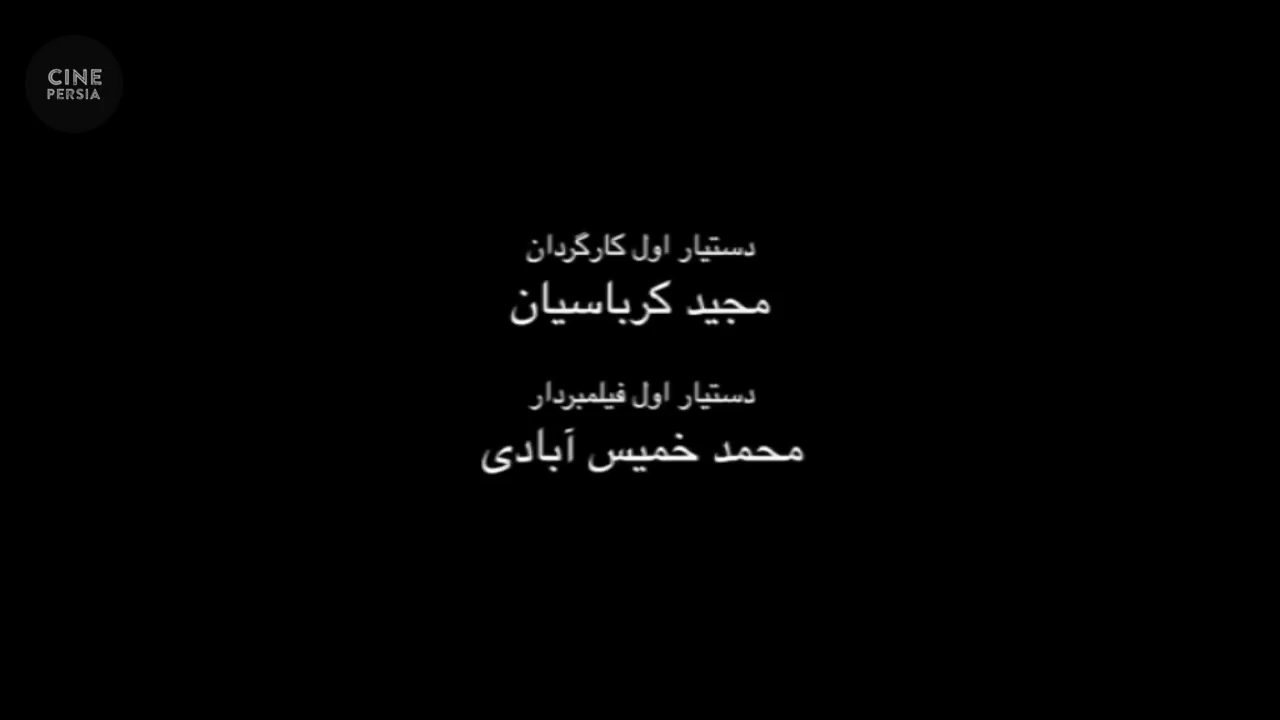 CINE
PERSIA
دستیار اول کارگردان
مجید کرباسیان
دستیار اول فیلمبردار
محمد خمیس آبادی